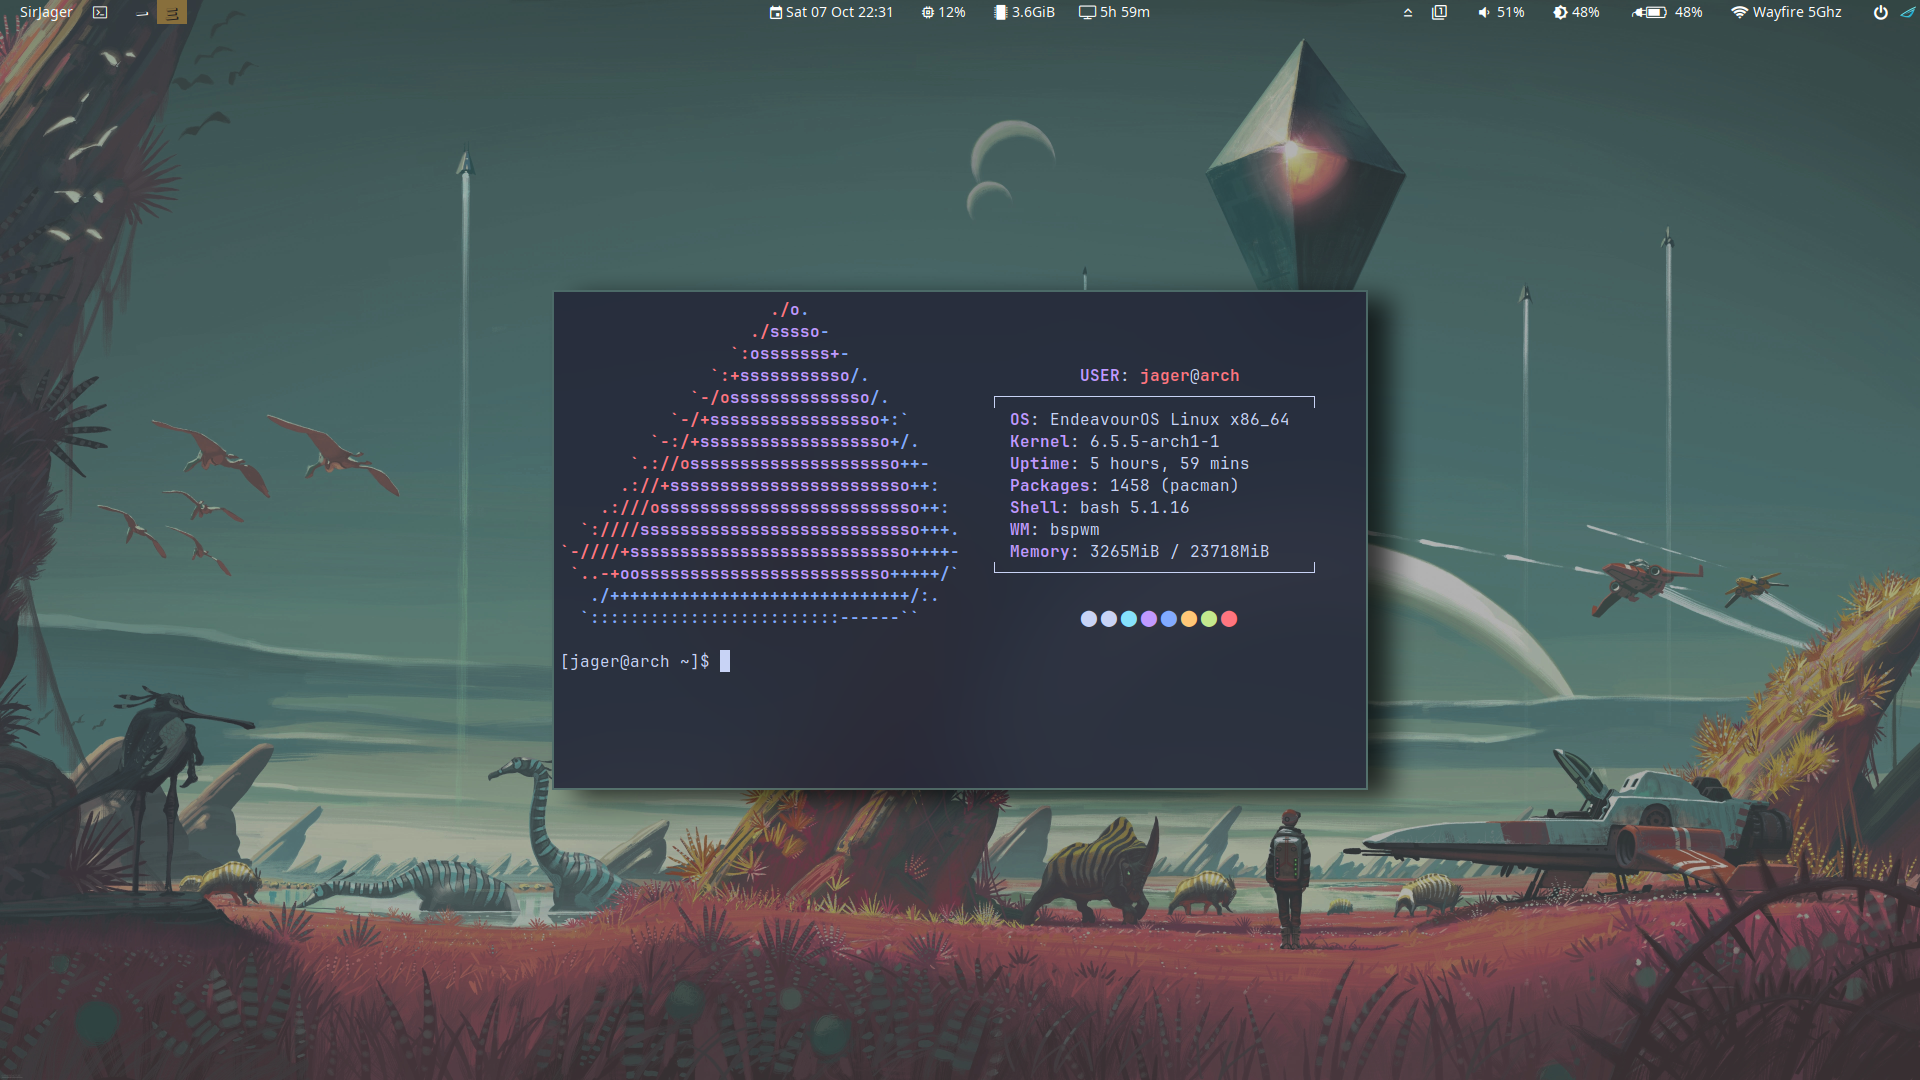 SirJager
Sat 07 Oct 22:31 12% 3.6GiB 5h 59m
1 51% 48% 48% Wayfire 5Ghz
./o.
./sssso-
`:osssssss+-
`:+sssssssssso/.
`-/ossssssssssssso/.
`-/+sssssssssssssssso+:`
`-:/+sssssssssssssssssso+/.
`.://osssssssssssssssssssso++-
.://+ssssssssssssssssssssssso++:
.:///ossssssssssssssssssssssssso++:
`:////ssssssssssssssssssssssssssso+++.
`-////+ssssssssssssssssssssssssssso++++-
`..-+oosssssssssssssssssssssssso+++++/`
./++++++++++++++++++++++++++++++/:.
`:::::::::::::::::::::::::------``
USER: jager@arch
OS: EndeavourOS Linux x86_64
Kernel: 6.5.5-arch1-1
Uptime: 5 hours, 59 mins
Packages: 1458 (pacman)
Shell: bash 5.1.16
WM: bspwm
Memory: 3265MiB / 23718MiB
[jager@arch ~]$